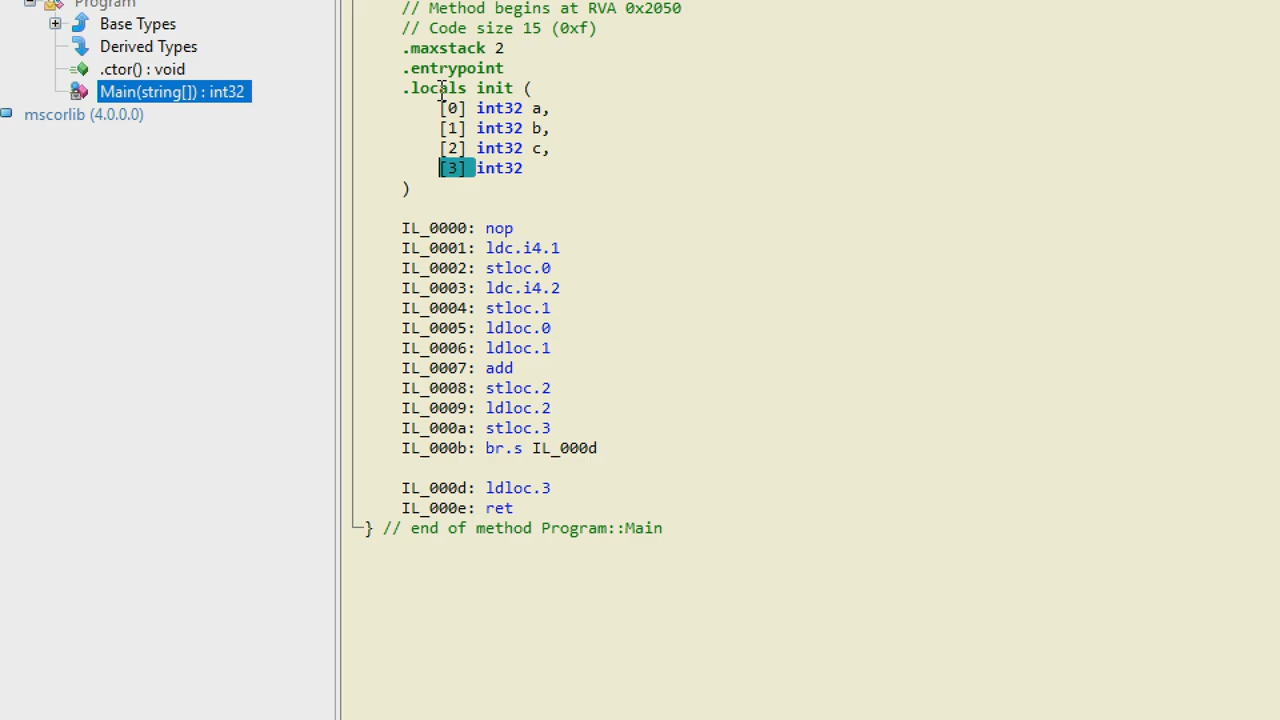 Program
Base Types
Derived Types
.ctor() : void
Main(string[]) : int32
mscorlib (4.0.0.0)
// Method begins at RVA 0x2050
// Code size 15 (0xf)
.maxstack 2
.entrypoint
.locals init (
[0] int32 a,
[1] int32 b,
[2] int32 c,
[3] int32
)
IL_0000: nop
IL_0001: ldc.i4.1
IL_0002: stloc.0
IL_0003: ldc.i4.2
IL_0004: stloc.1
IL_0005: ldloc.0
IL_0006: ldloc.1
IL_0007: add
IL_0008: stloc.2
IL_0009: ldloc.2
IL_000a: stloc.3
IL_000b: br.s IL_000d
IL_000d: ldloc.3
IL_000e: ret
} // end of method Program::Main